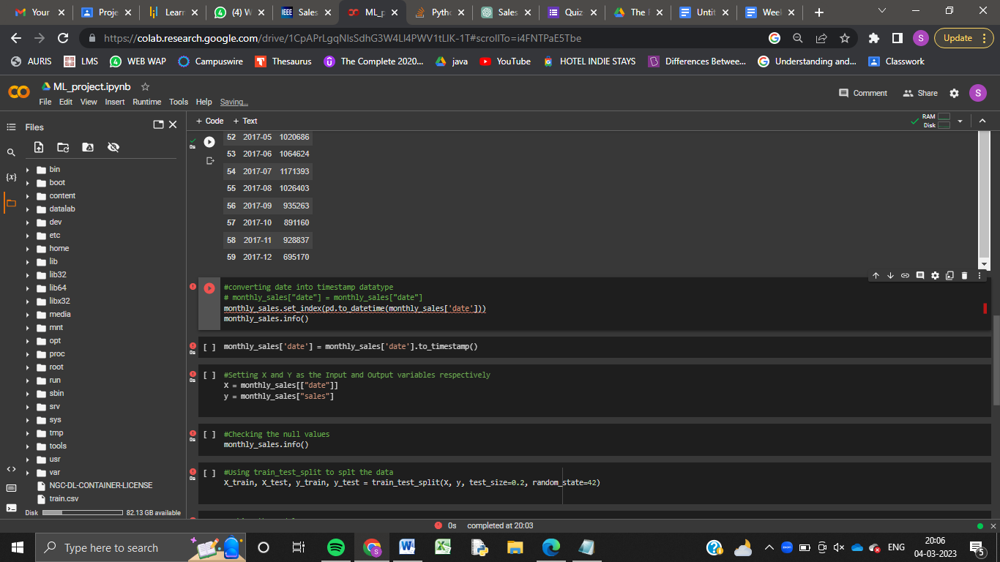 Your
Proje
Learn
(4) W
Sales
ML_p
Pytho
Sales
Quiz
The I
Untit
Week
https://colab.research.google.com/drive/1CpAPrLgqNIsSdhG3W4Ll4PWV1tLlK-1T#scrollTo=i4FNTPaE5Tbe
S
Update
AURIS
LMS
WEB WAP
Campuswire
Thesaurus
The Complete 2020...
java
YouTube
HOTEL INDIE STAYS
Differences Betwee...
Understanding and...
Classwork
ML_project.ipynb
File Edit View Insert Runtime Tools Help Saving...
Comment
Share
S
Files
+ Code + Text
RAM
Disk
bin
boot
content
datalab
dev
etc
home
lib
lib32
lib64
libx32
media
mnt
opt
proc
root
run
sbin
srv
sys
tmp
tools
usr
var
NGC-DL-CONTAINER-LICENSE
train.csv
Disk 82.13 GB available
0s
52 2017-05 1020686
53 2017-06 1064624
54 2017-07 1171393
55 2017-08 1026403
56 2017-09 935263
57 2017-10 891160
58 2017-11 928837
59 2017-12 695170
#converting date into timestamp datatype
# monthly_sales["date"] = monthly_sales["date"]
monthly_sales.set_index(pd.to_datetime(monthly_sales['date']))
monthly_sales.info()
0s
[ ] monthly_sales['date'] = monthly_sales['date'].to_timestamp()
0s
[ ] #Setting X and Y as the Input and Output variables respectively
X = monthly_sales[["date"]]
y = monthly_sales["sales"]
0s
[ ] #Checking the null values
monthly_sales.info()
0s
[ ] #Using train_test_split to splt the data
X_train, X_test, y_train, y_test = train_test_split(X, y, test_size=0.2, random_state=42)
0s completed at 20:03
Type here to search
ENG
20:06
04-03-2023
5